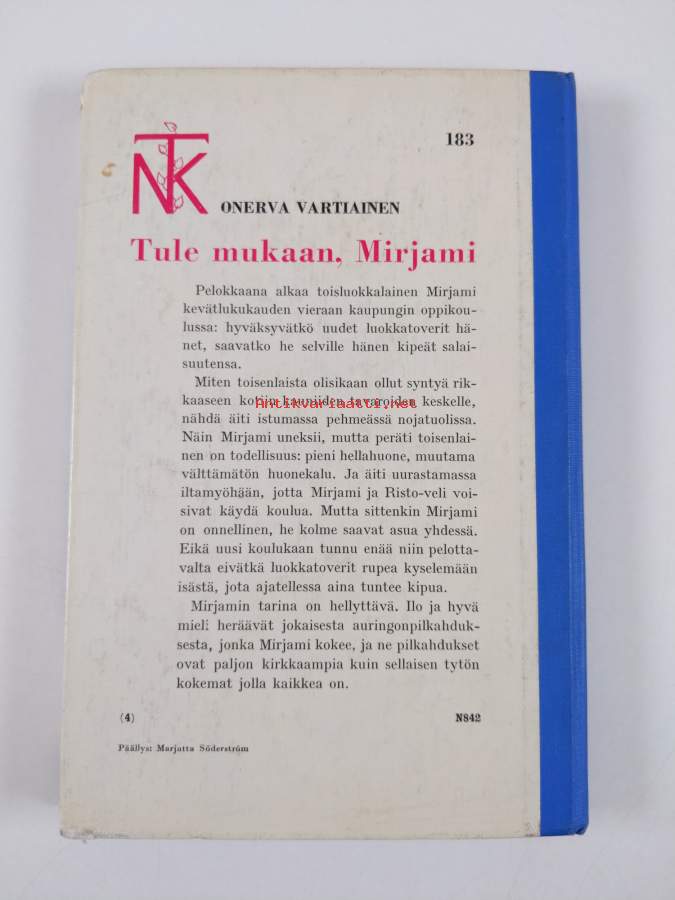 NTK
183
ONERVA VARTIAINEN
Tule mukaan, Mirjami
Pelokkaana alkaa toisluokkalainen Mirjami
kevätlukukauden vieraan kaupungin oppikou-
lussa: hyväksyvätkö uudet luokkatoverit hä-
net, saavatko he selville hänen kipeät salai-
suutensa.
Miten toisenlaista olisikaan ollut syntyä rik-
kaaseen kotiin kauniiden tavaroiden keskelle,
Antikvariaatti.net
nähdä äiti istumassa pehmeässä nojatuolissa.
Näin Mirjami uneksii, mutta peräti toisenlai-
nen on todellisuus: pieni hellahuone, muutama
välttämätön huonekalu. Ja äiti uurastamassa
iltamyöhään, jotta Mirjami ja Risto-veli voi-
sivat käydä koulua. Mutta sittenkin Mirjami
on onnellinen, he kolme saavat asua yhdessä.
Eikä uusi koulukaan tunnu enää niin pelotta-
valta eivätkä luokkatoverit rupea kyselemään
isästä, jota ajatellessa aina tuntee kipua.
Mirjamin tarina on hellyttävä. Ilo ja hyvä
mieli heräävät jokaisesta auringonpilkahduk-
sesta, jonka Mirjami kokee, ja ne pilkahdukset
ovat paljon kirkkaampia kuin sellaisen tytön
kokemat jolla kaikkea on.
(4)
N842
Päällys: Marjatta Söderström